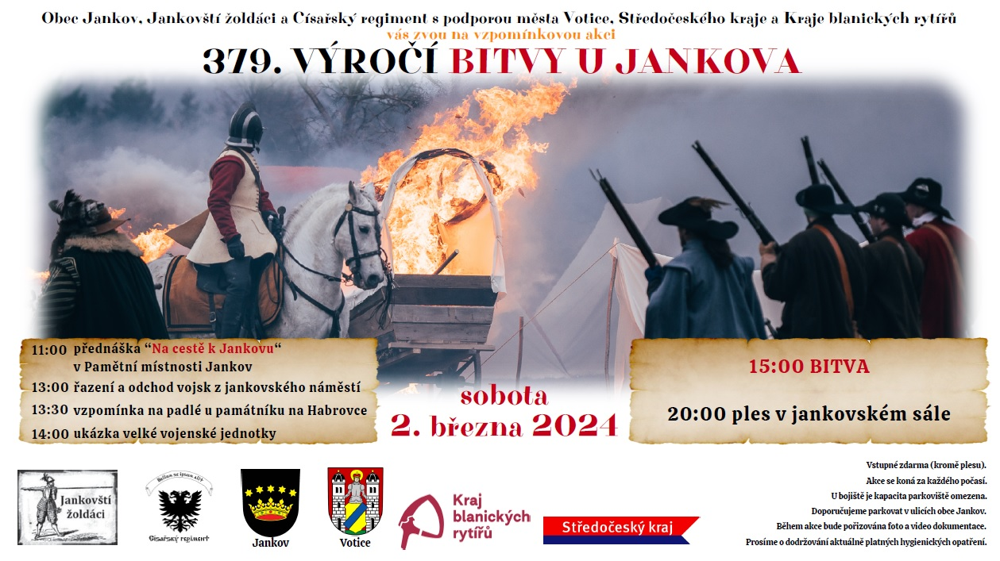 Obec Jankov, Jankovští žoldáci a Císařský regiment s podporou města Votice, Středočeského kraje a Kraje blanických rytířů
vás zvou na vzpomínkovou akci
379. VÝROČÍ BITVY U JANKOVA
11:00 přednáška “Na cestě k Jankovu“
v Pamětní místnosti Jankov
13:00 řazení a odchod vojsk z jankovského náměstí
13:30 vzpomínka na padlé u památníku na Habrovce
14:00 ukázka velké vojenské jednotky
sobota
2. března 2024
15:00 BITVA
20:00 ples v jankovském sále
Jankovští
žoldáci
Bellum se ipsum alit
Císařský regiment
Jankov
Votice
Kraj
blanických
rytířů
Středočeský kraj
Vstupné zdarma (kromě plesu).
Akce se koná za každého počasí.
U bojiště je kapacita parkoviště omezena.
Doporučujeme parkovat v ulicích obce Jankov.
Během akce bude pořizována foto a video dokumentace.
Prosíme o dodržování aktuálně platných hygienických opatření.